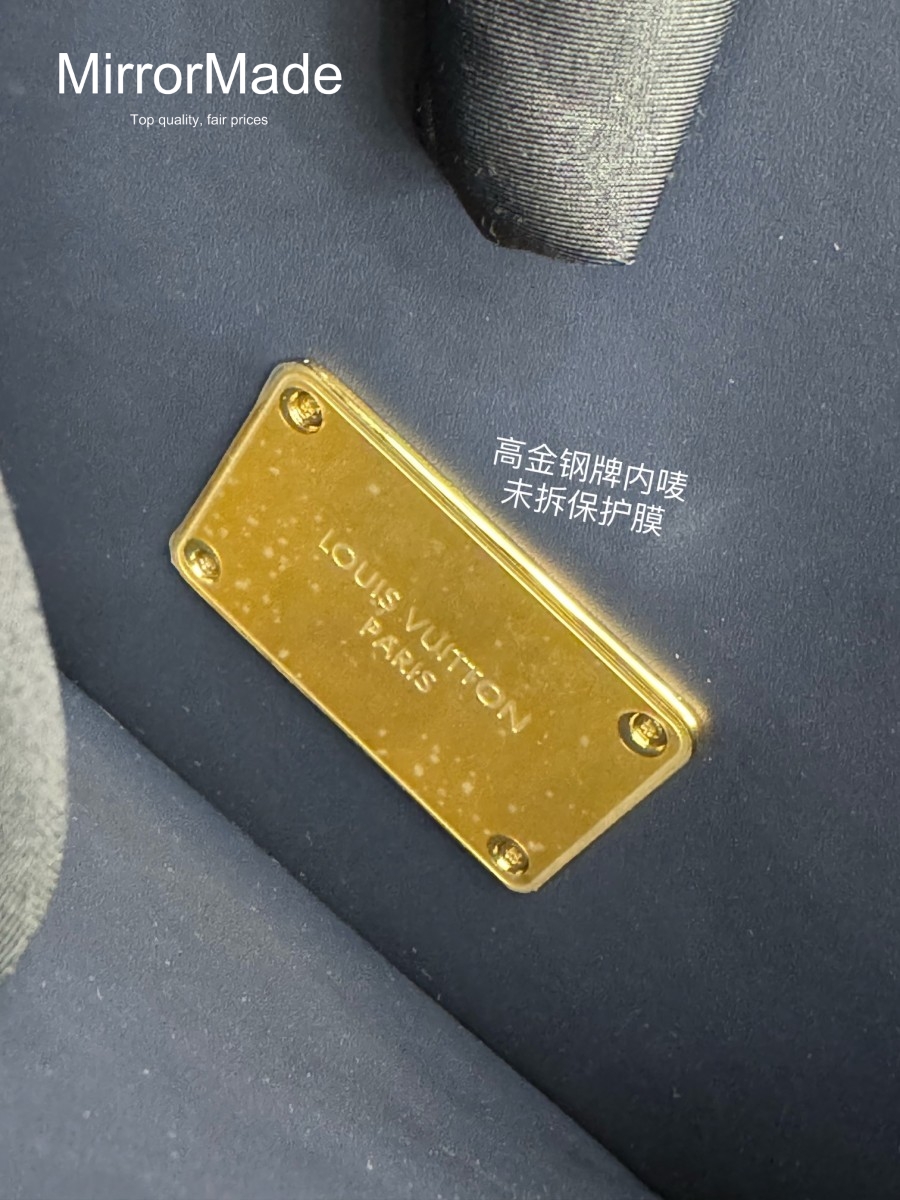 MirrorMade
Top quality, fair prices
高金钢牌内唛
未拆保护膜
LOUIS VUITTON
PARIS